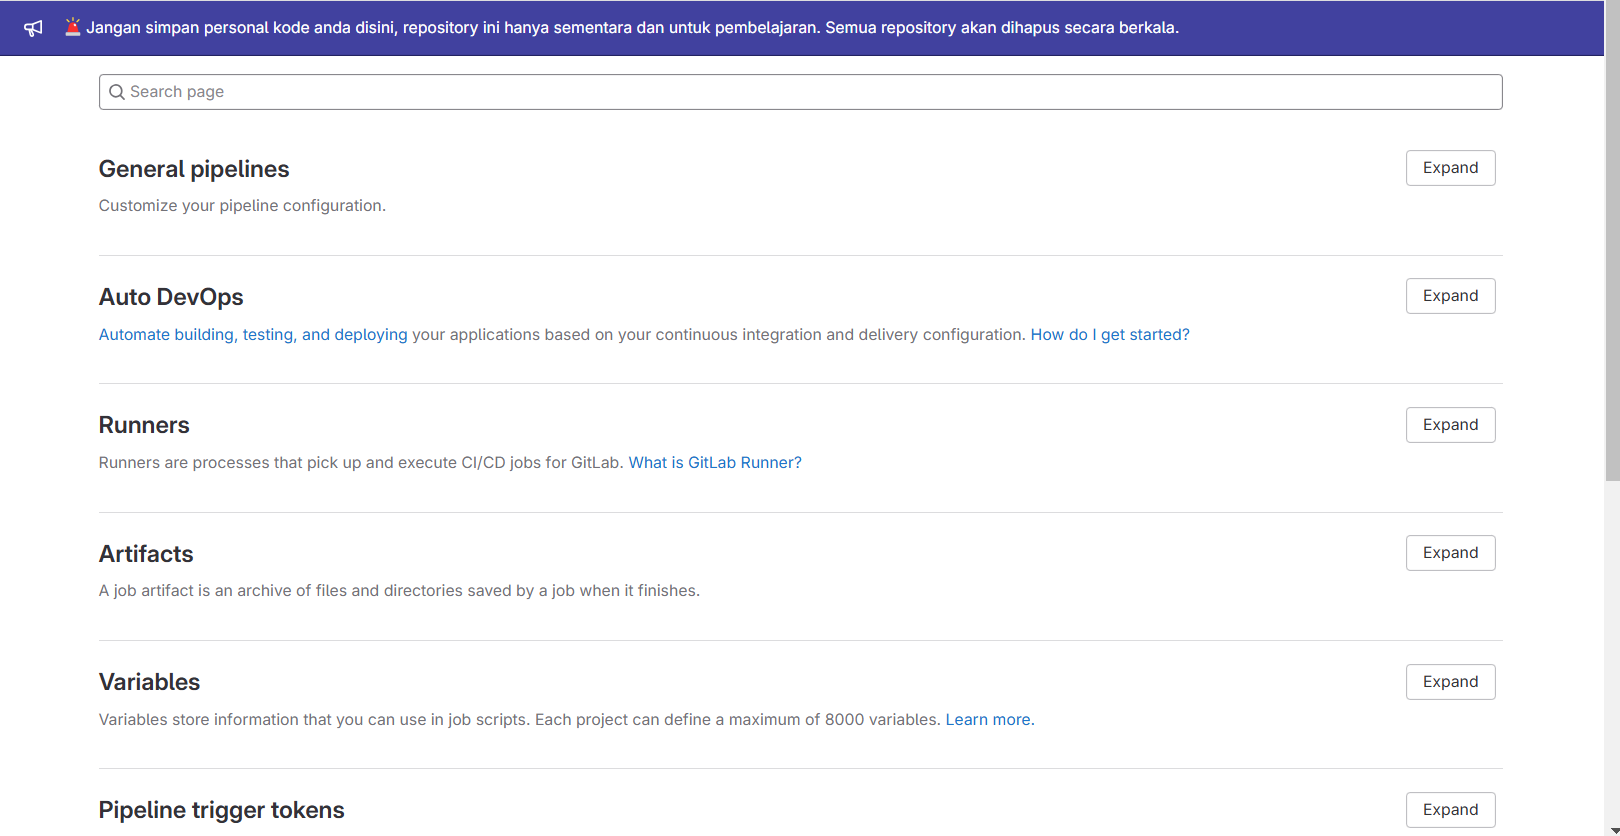 🚨 Jangan simpan personal kode anda disini, repository ini hanya sementara dan untuk pembelajaran. Semua repository akan dihapus secara berkala.
Search page
General pipelines
Expand
Customize your pipeline configuration.
Auto DevOps
Expand
Automate building, testing, and deploying your applications based on your continuous integration and delivery configuration. How do I get started?
Runners
Expand
Runners are processes that pick up and execute CI/CD jobs for GitLab. What is GitLab Runner?
Artifacts
Expand
A job artifact is an archive of files and directories saved by a job when it finishes.
Variables
Expand
Variables store information that you can use in job scripts. Each project can define a maximum of 8000 variables. Learn more.
Pipeline trigger tokens
Expand